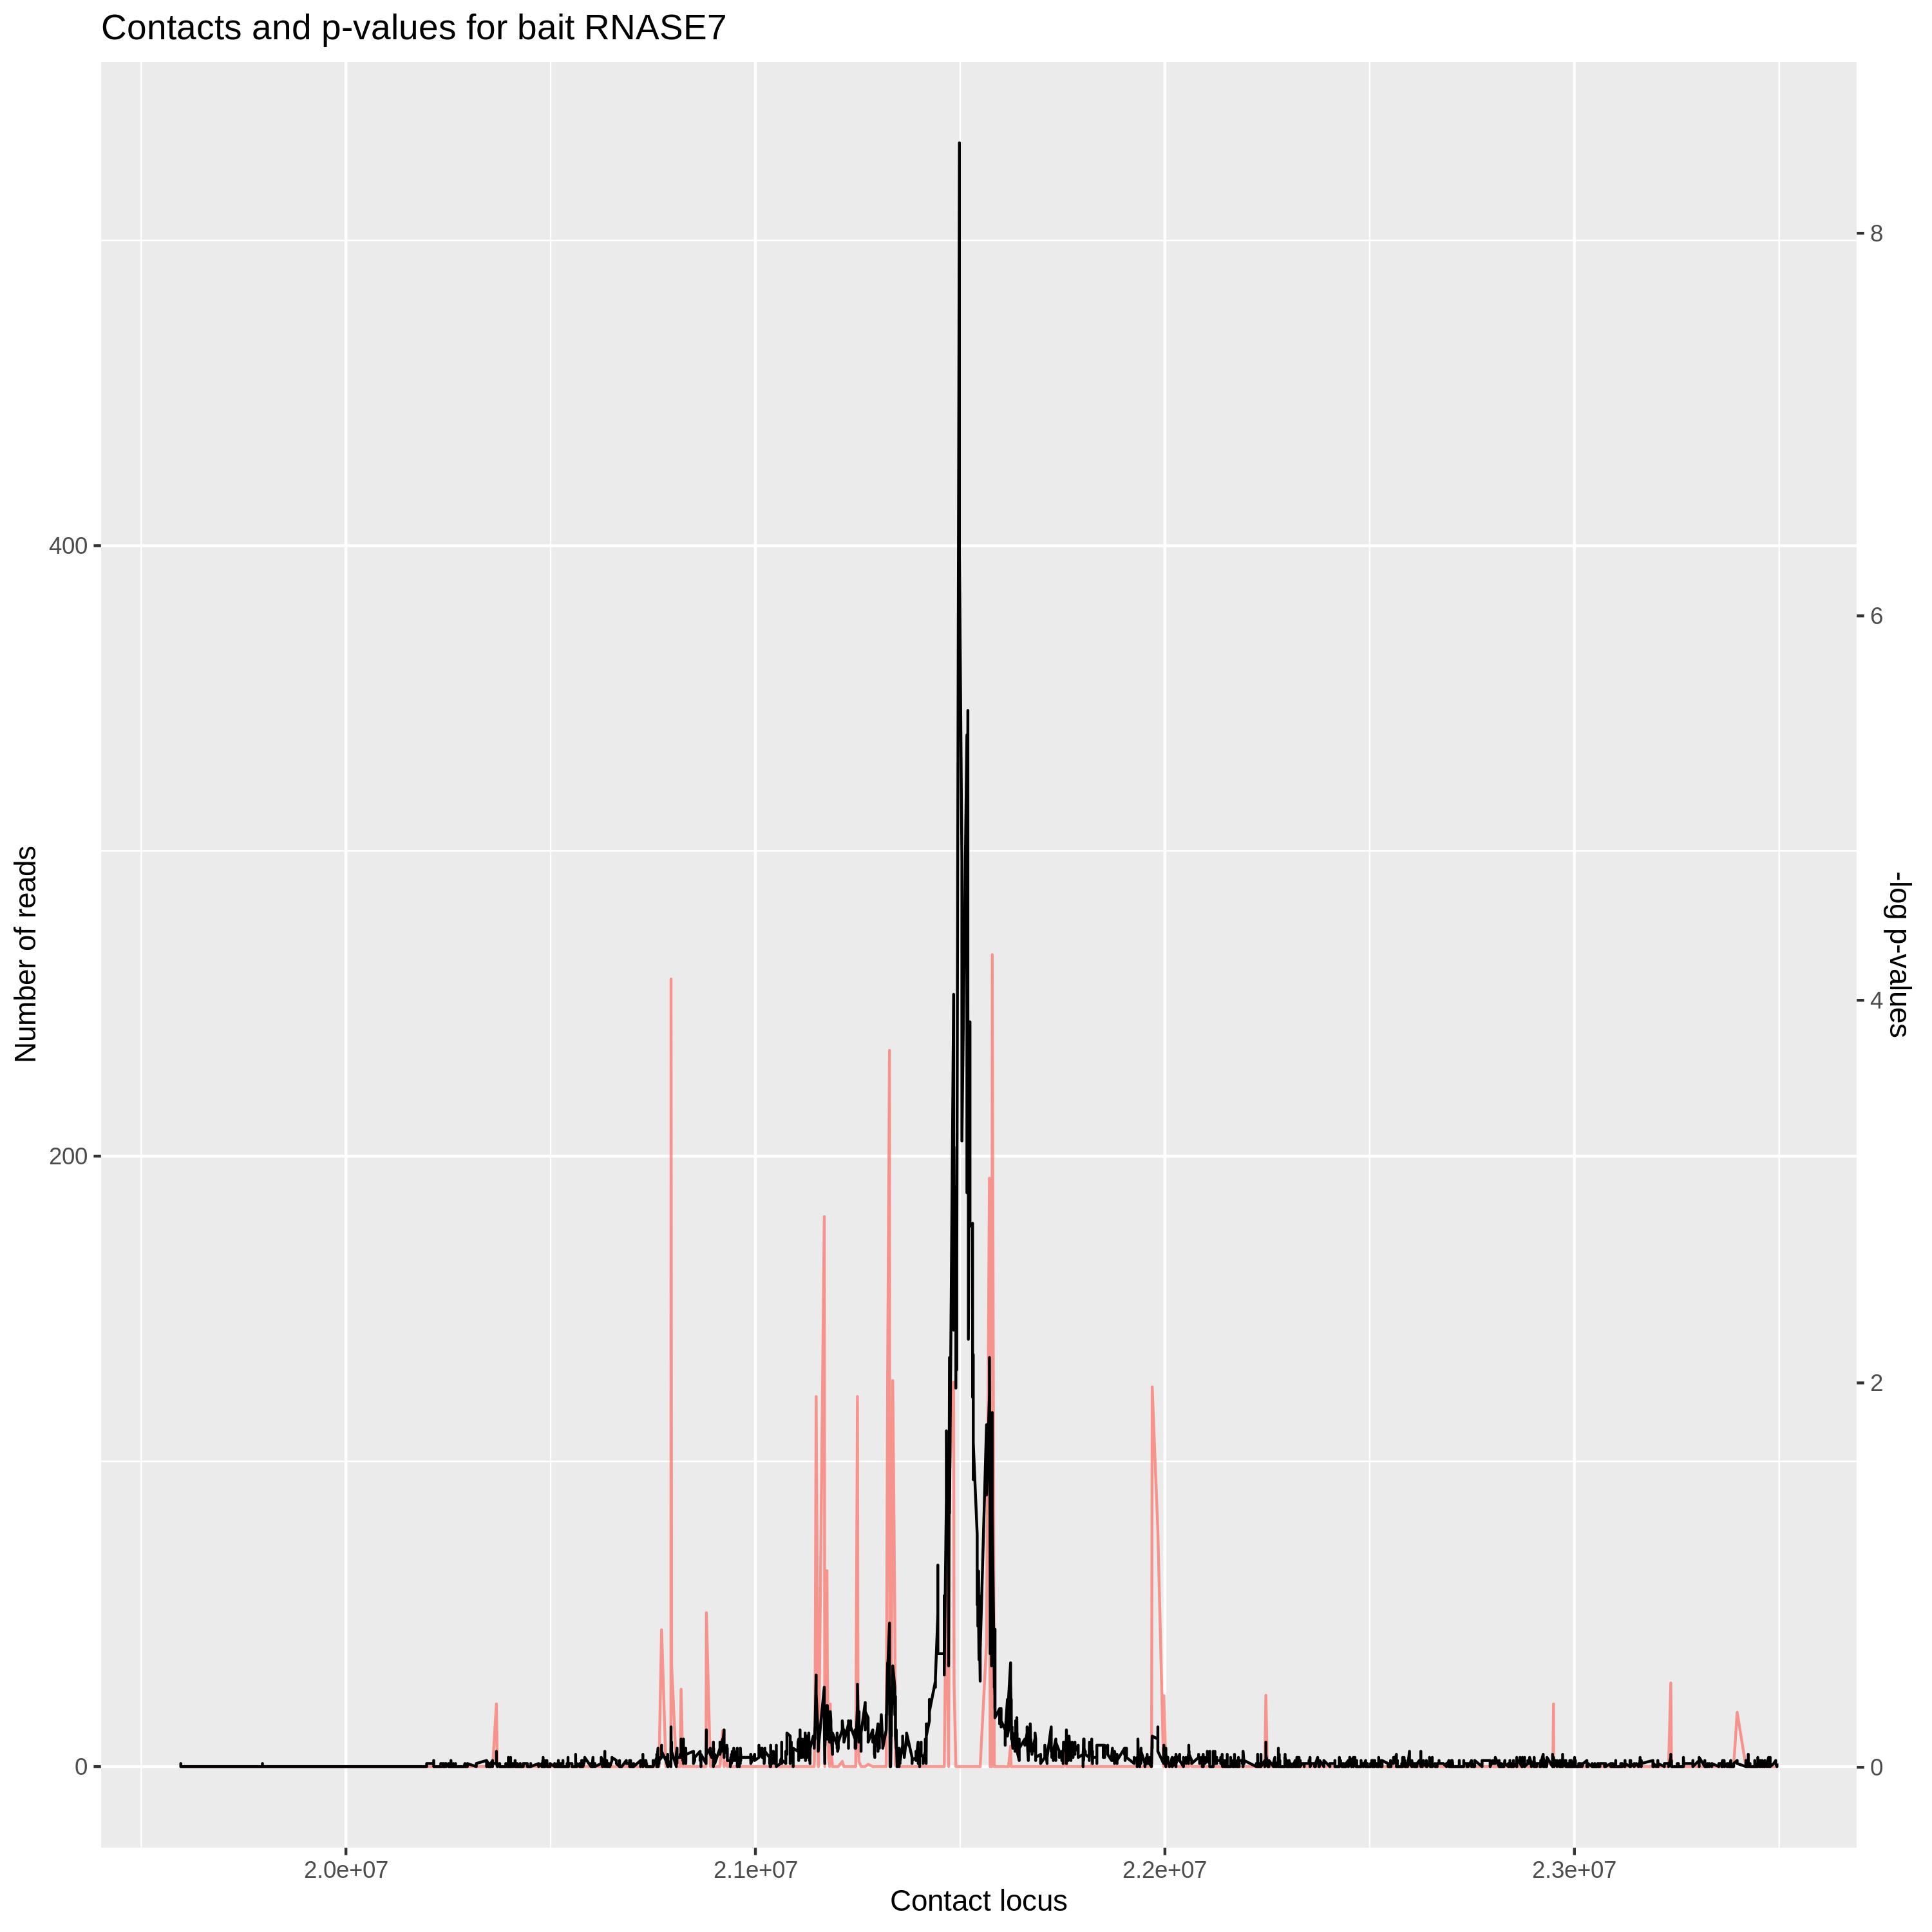 Contacts and p-values for bait RNASE7
Number of reads
400
200
0
8
6
4
2
0
-log p-values
2.0e+07
2.1e+07
2.2e+07
2.3e+07
Contact locus